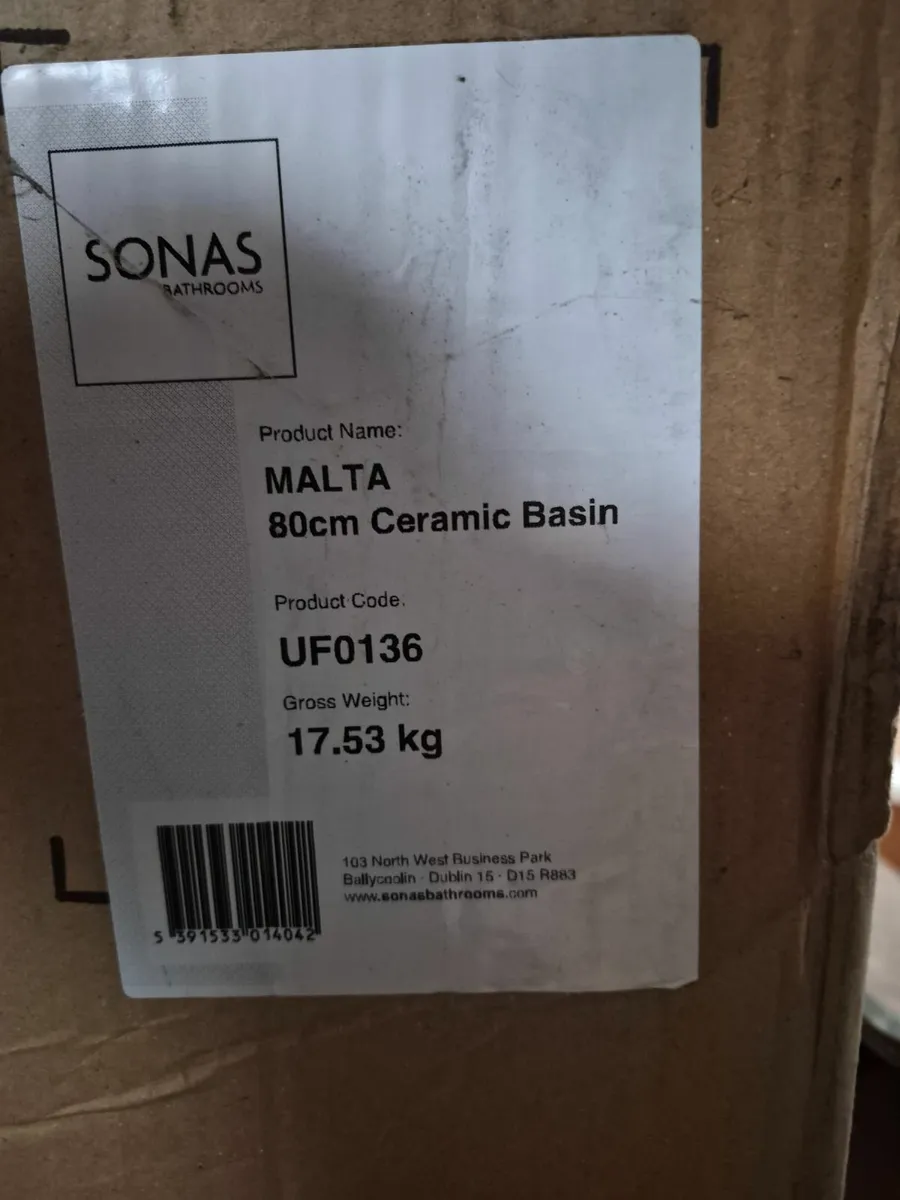 SONAS
BATHROOMS
Product Name:
MALTA
80cm Ceramic Basin
Product Code.
UF0136
Gross Weight:
17.53 kg
103 North West Business Park
Ballycoolin · Dublin 15 · D15 R883
www.sonasbathrooms.com
5 391533 014042